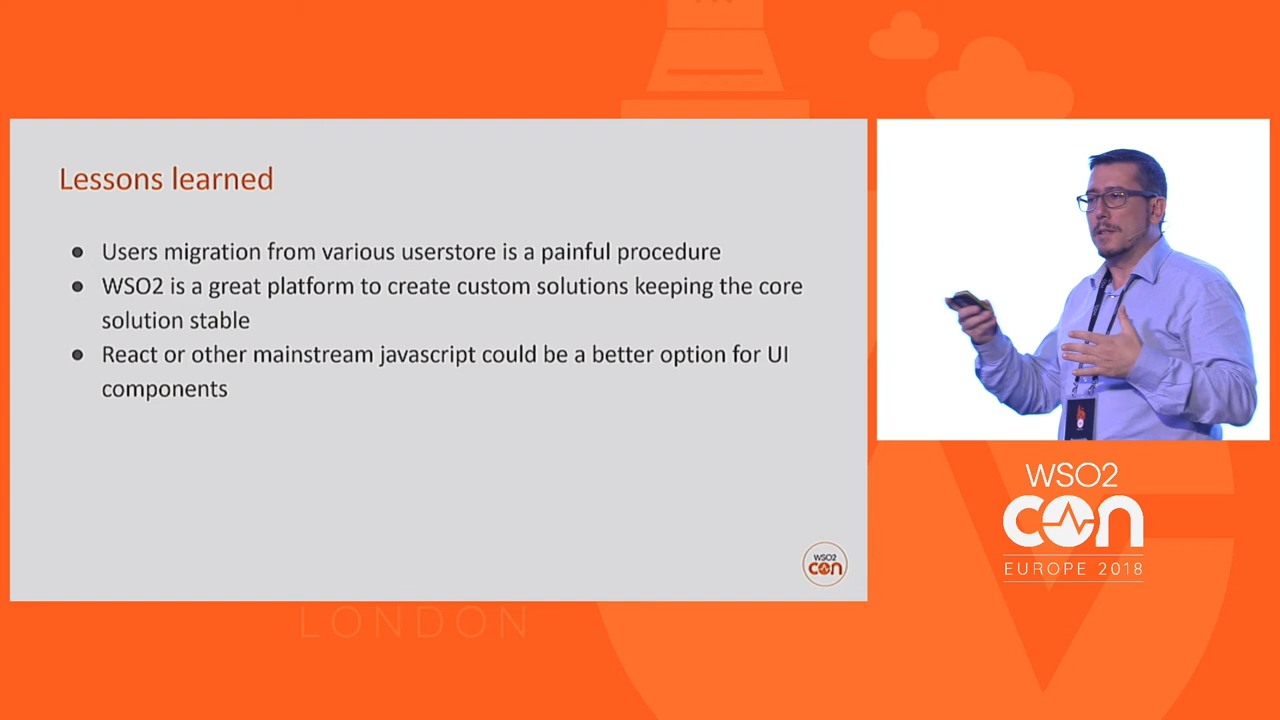 Lessons learned
● Users migration from various userstore is a painful procedure
● WSO2 is a great platform to create custom solutions keeping the core
solution stable
● React or other mainstream javascript could be a better option for UI
components
WSO2
con
WSO2
con
EUROPE 2018
LONDON